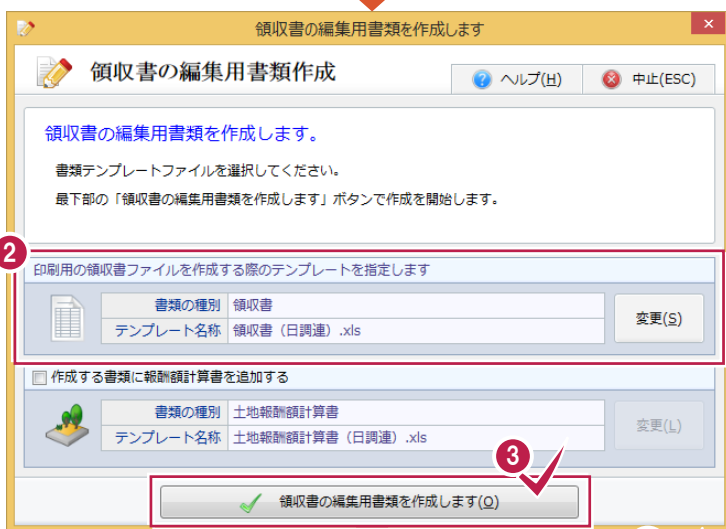 領収書の編集用書類を作成します
×
領収書の編集用書類作成
ヘルプ(H)
中止(ESC)
領収書の編集用書類を作成します。
書類テンプレートファイルを選択してください。
最下部の「領収書の編集用書類を作成します」ボタンで作成を開始します。
2
印刷用の領収書ファイルを作成する際のテンプレートを指定します
書類の種別 領収書
テンプレート名称 領収書（日調連）.xls
変更(S)
作成する書類に報酬額計算書を追加する
書類の種別 土地報酬額計算書
テンプレート名称 土地報酬額計算書（日調連）.xls
変更(L)
3
領収書の編集用書類を作成します(O)